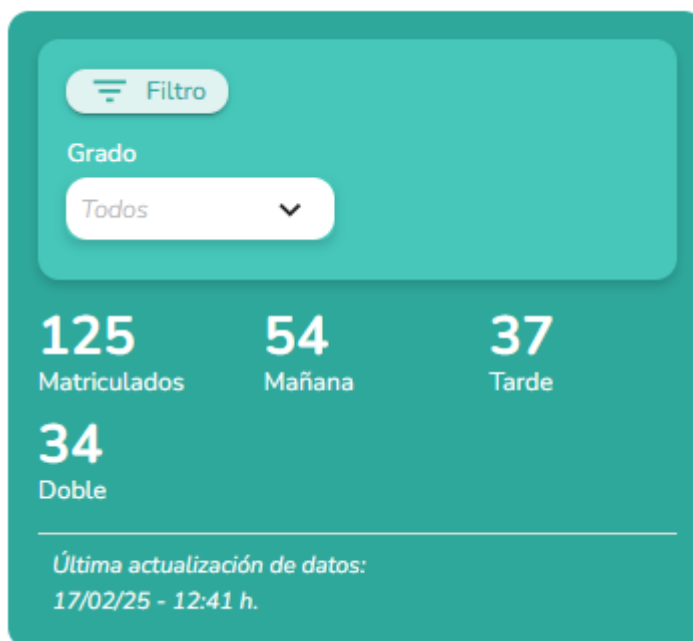 Filtro
Grado
Todos
125 54 37
Matriculados Mañana Tarde
34
Doble
Última actualización de datos:
17/02/25 - 12:41 h.